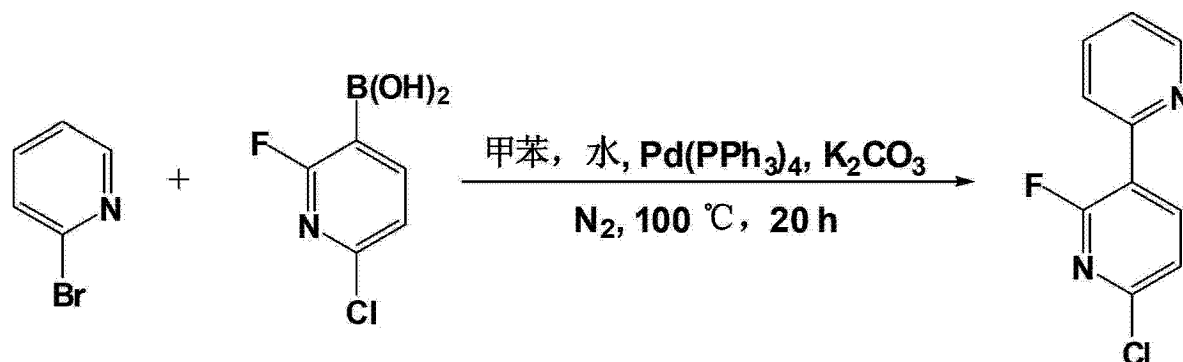 B(OH)₂
F
N
Cl
N
Br
+
甲苯，水, Pd(PPh₃)₄, K₂CO₃
N₂, 100 ℃，20 h
N
F
N
Cl